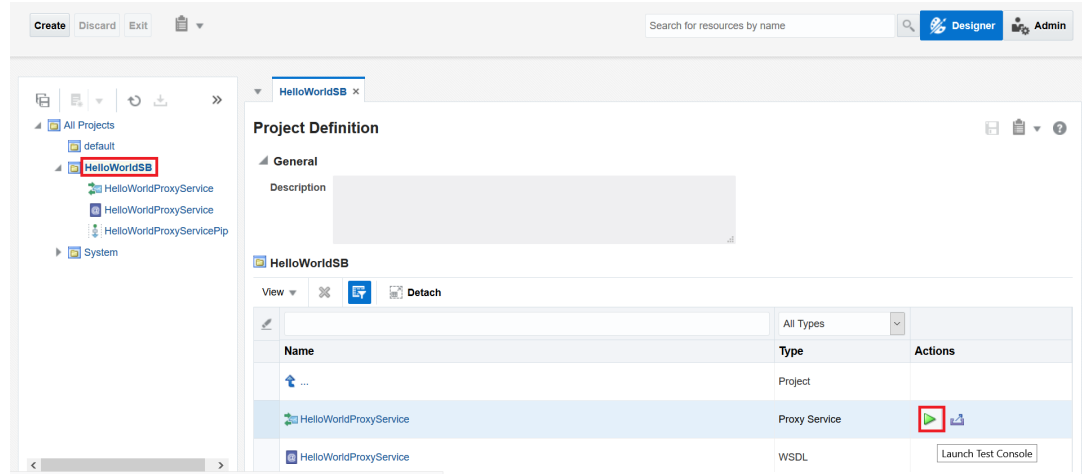 Create Discard Exit
Search for resources by name
Designer Admin
All Projects
default
HelloWorldSB
HelloWorldProxyService
HelloWorldProxyService
HelloWorldProxyServicePip
System
HelloWorldSB ×
Project Definition
General
Description
HelloWorldSB
View Detach
All Types
Name Type Actions
... Project
HelloWorldProxyService Proxy Service
HelloWorldProxyService WSDL
Launch Test Console